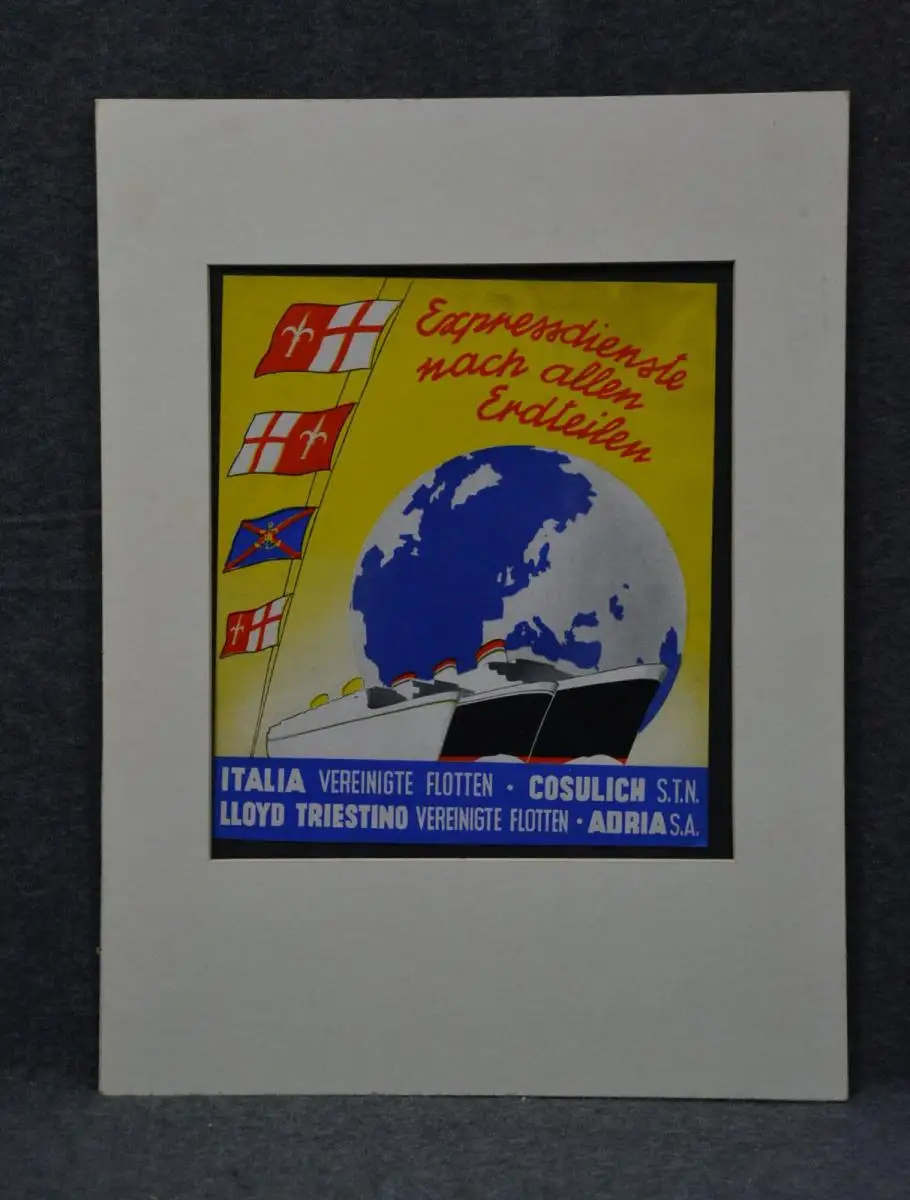 Expressdienste
nach allen
Erdteilen
ITALIA VEREINIGTE FLOTTEN · COSULICH S.T.N.
LLOYD TRIESTINO VEREINIGTE FLOTTEN · ADRIA S.A.